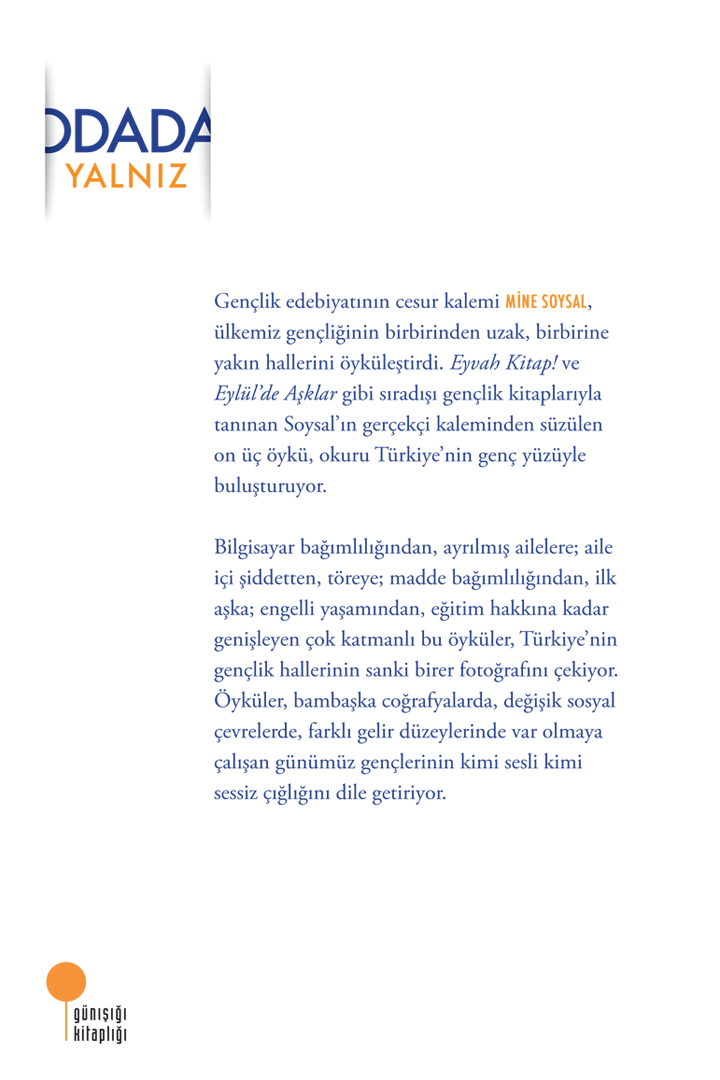 ODADA
YALNIZ
Gençlik edebiyatının cesur kalemi MİNE SOYSAL,
ülkemiz gençliğinin birbirinden uzak, birbirine
yakın hallerini öyküleştirdi. Eyvah Kitap! ve
Eylül’de Aşklar gibi sıradışı gençlik kitaplarıyla
tanınan Soysal’ın gerçekçi kaleminden süzülen
on üç öykü, okuru Türkiye’nin genç yüzüyle
buluşturuyor.
Bilgisayar bağımlılığından, ayrılmış ailelere; aile
içi şiddetten, töreye; madde bağımlılığından, ilk
aşka; engelli yaşamından, eğitim hakkına kadar
genişleyen çok katmanlı bu öyküler, Türkiye’nin
gençlik hallerinin sanki birer fotoğrafını çekiyor.
Öyküler, bambaşka coğrafyalarda, değişik sosyal
çevrelerde, farklı gelir düzeylerinde var olmaya
çalışan günümüz gençlerinin kimi sesli kimi
sessiz çığlığını dile getiriyor.
günışığı
kitaplığı